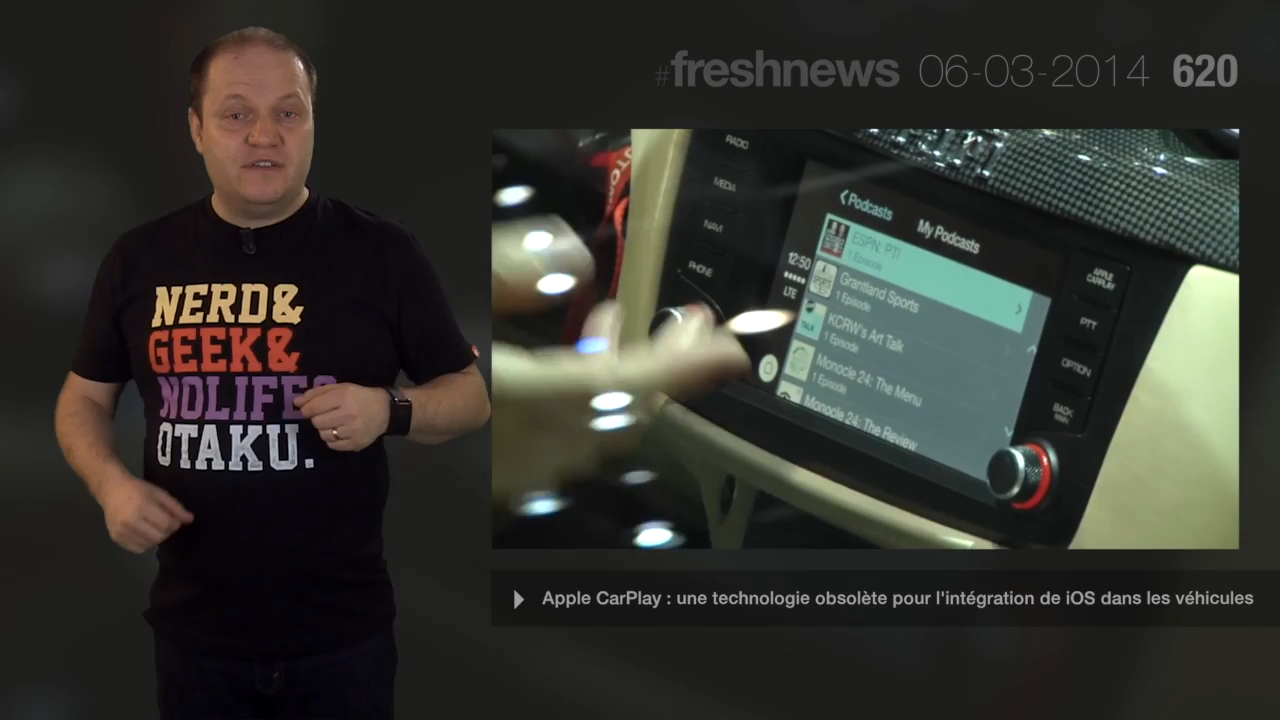 #freshnews 06-03-2014 620
NERD&
GEEK&
NOLIFE&
OTAKU.
RADIO
MEDIA
NAVI
PHONE
12:50
LTE
Podcasts
My Podcasts
ESPN: PTI
1 Episode
Grantland Sports
1 Episode
KCRW's Art Talk
1 Episode
Monocle 24: The Menu
1 Episode
Monocle 24: The Review
TALK
APPLE
CARPLAY
PTT
OPTION
BACK
Apple CarPlay : une technologie obsolète pour l'intégration de iOS dans les véhicules